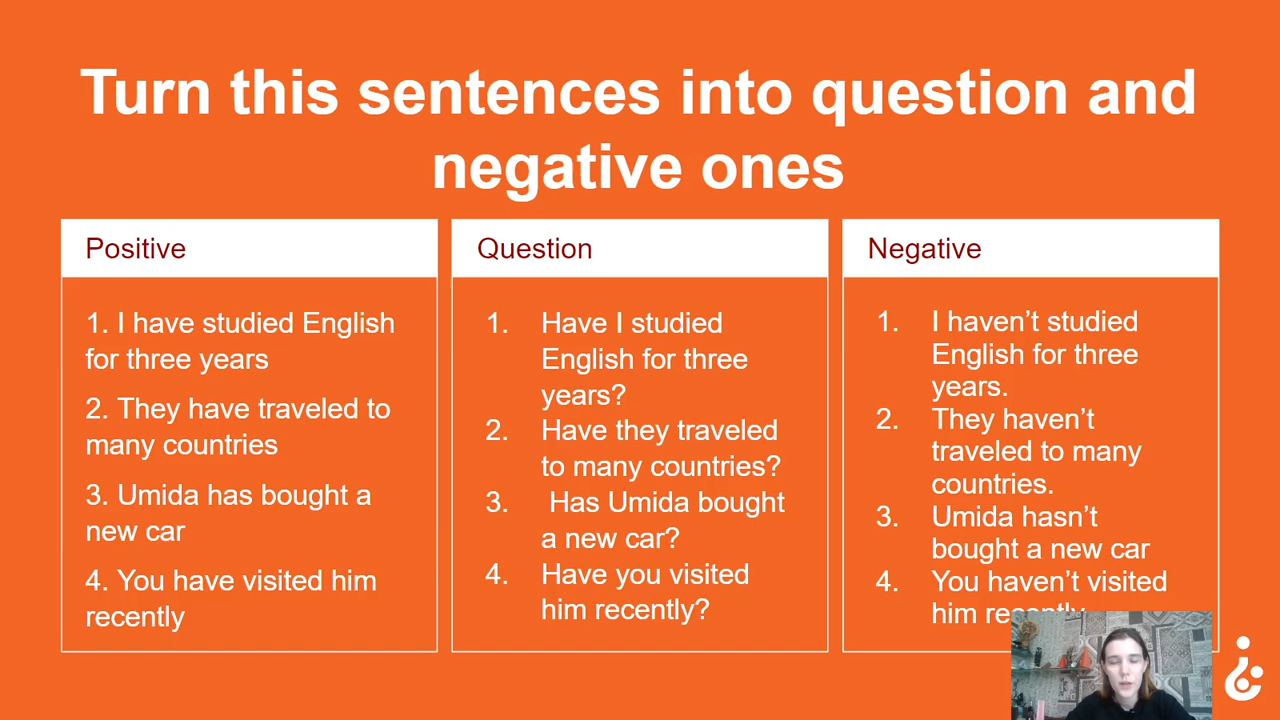 Turn this sentences into question and
negative ones
Positive
1. I have studied English
for three years
2. They have traveled to
many countries
3. Umida has bought a
new car
4. You have visited him
recently
Question
1. Have I studied
English for three
years?
2. Have they traveled
to many countries?
3. Has Umida bought
a new car?
4. Have you visited
him recently?
Negative
1. I haven’t studied
English for three
years.
2. They haven’t
traveled to many
countries.
3. Umida hasn’t
bought a new car
4. You haven’t visited
him recently